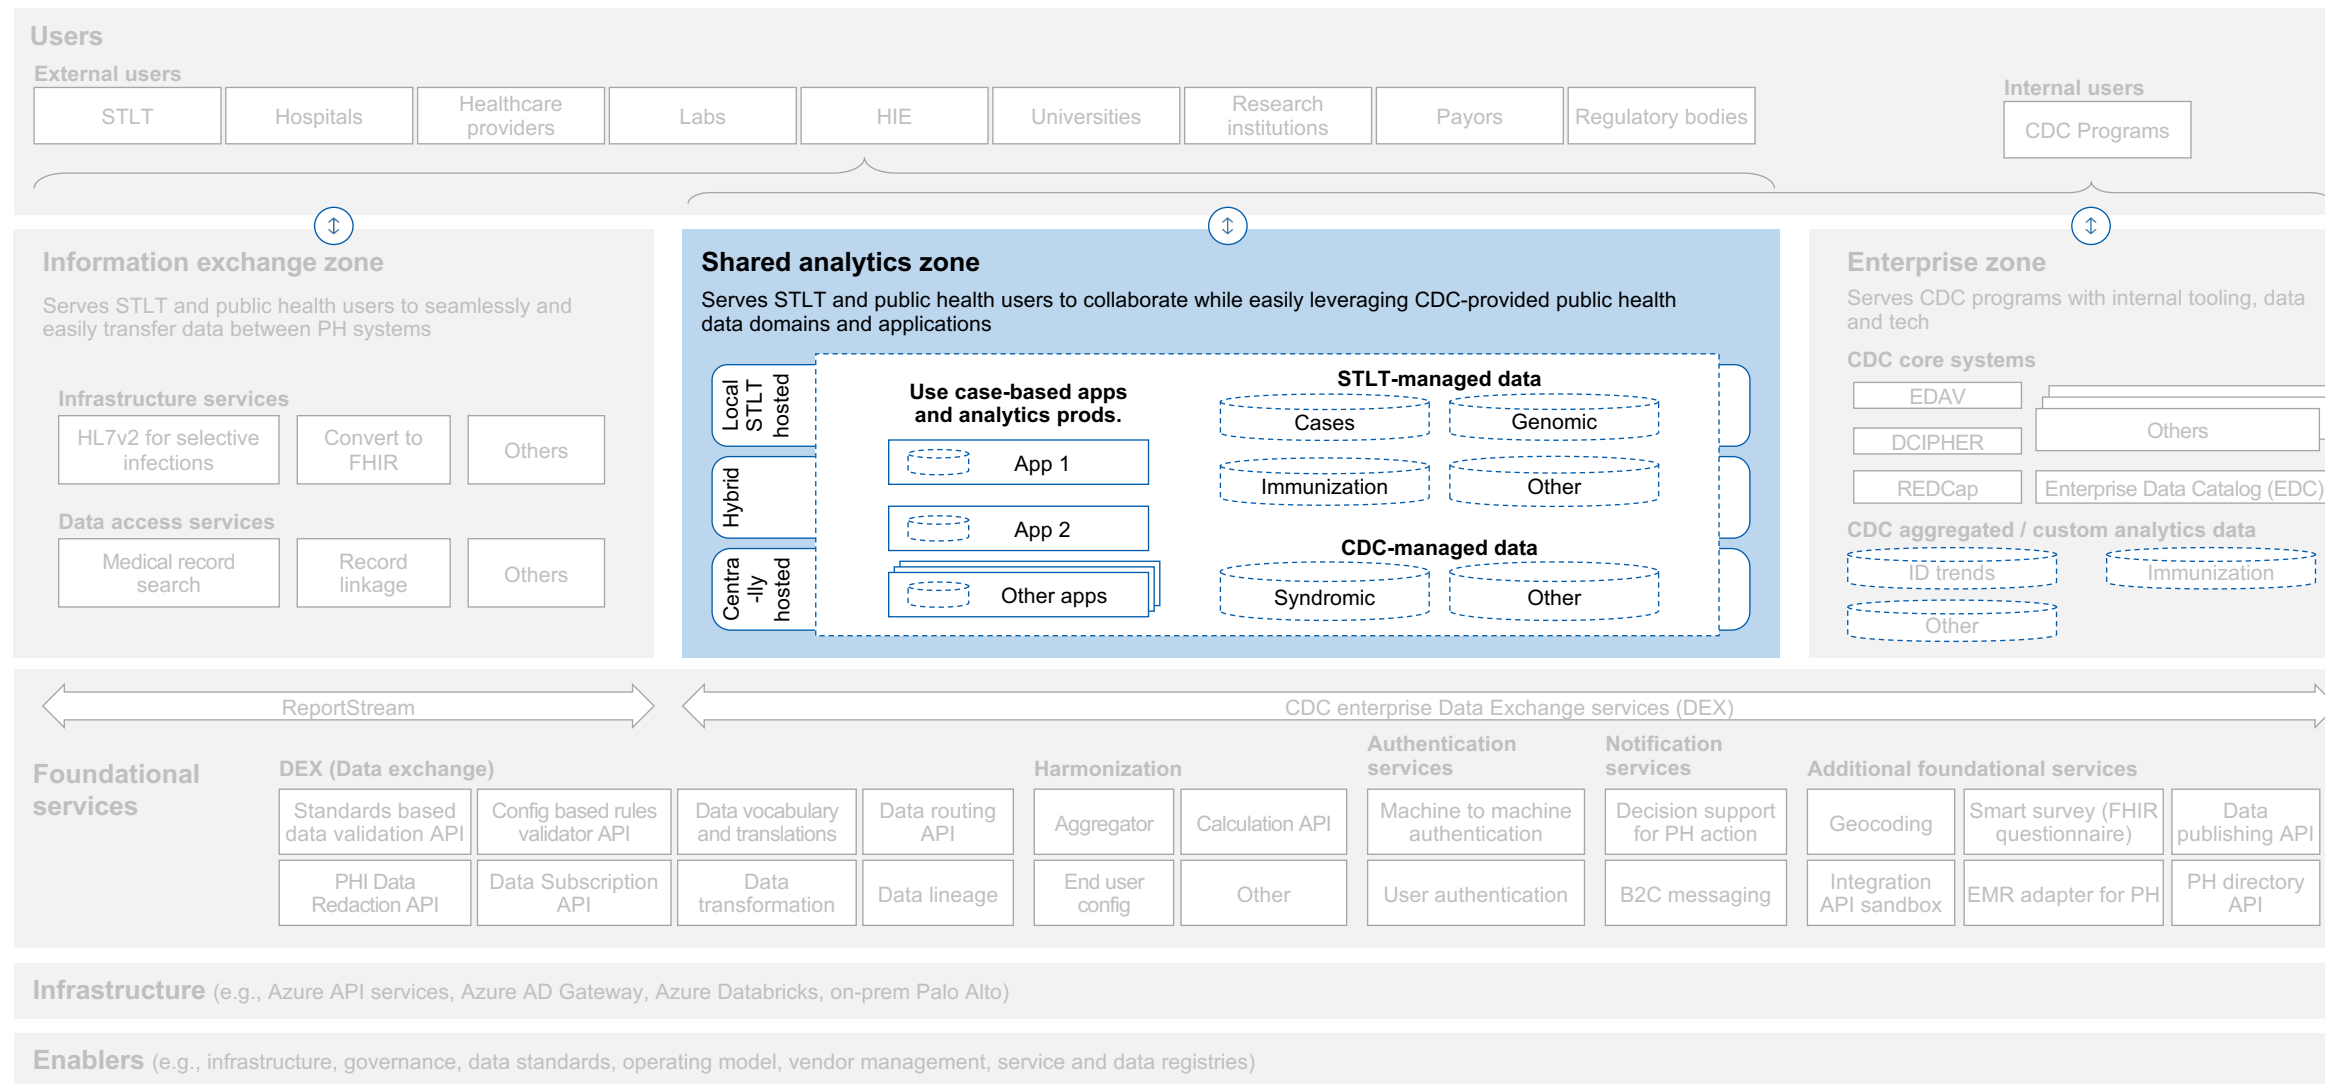 Users
External users
Internal users
STLT
Hospitals
Healthcare
providers
Labs
HIE
Universities
Research
institutions
Payors
Regulatory bodies
CDC Programs
Information exchange zone
Serves STLT and public health users to seamlessly and
easily transfer data between PH systems
Infrastructure services
HL7v2 for selective
infections
Convert to
FHIR
Others
Data access services
Medical record
search
Record
linkage
Others
Shared analytics zone
Serves STLT and public health users to collaborate while easily leveraging CDC-provided public health
data domains and applications
Local
STLT
hosted
Hybrid
Centra
-lly
hosted
Use case-based apps
and analytics prods.
App 1
App 2
Other apps
STLT-managed data
Cases
Genomic
Immunization
Other
CDC-managed data
Syndromic
Other
Enterprise zone
Serves CDC programs with internal tooling, data
and tech
CDC core systems
EDAV
DCIPHER
REDCap
Others
Enterprise Data Catalog (EDC)
CDC aggregated / custom analytics data
ID trends
Immunization
Other
ReportStream
CDC enterprise Data Exchange services (DEX)
Foundational
services
DEX (Data exchange)
Standards based
data validation API
Config based rules
validator API
Data vocabulary
and translations
Data routing
API
PHI Data
Redaction API
Data Subscription
API
Data
transformation
Data lineage
Harmonization
Aggregator
Calculation API
End user
config
Other
Authentication
services
Machine to machine
authentication
User authentication
Notification
services
Decision support
for PH action
B2C messaging
Additional foundational services
Geocoding
Smart survey (FHIR
questionnaire)
Data
publishing API
Integration
API sandbox
EMR adapter for PH
PH directory
API
Infrastructure (e.g., Azure API services, Azure AD Gateway, Azure Databricks, on-prem Palo Alto)
Enablers (e.g., infrastructure, governance, data standards, operating model, vendor management, service and data registries)